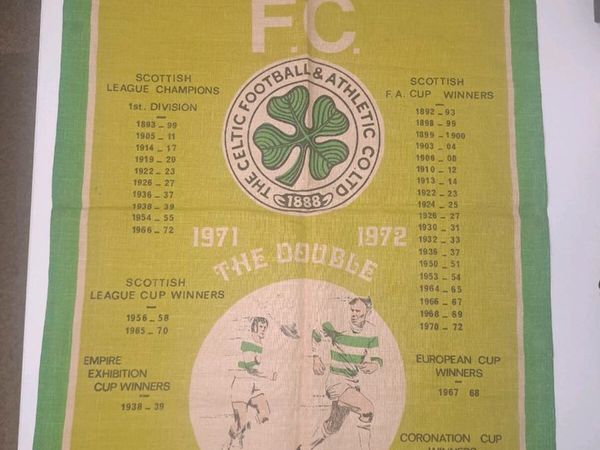 F.C.
SCOTTISH
LEAGUE CHAMPIONS
1st. DIVISION
1893 - 99
1905 - 11
1914 - 17
1919 - 20
1922 - 23
1926 - 27
1936 - 37
1938 - 39
1954 - 55
1966 - 72
THE CELTIC FOOTBALL & ATHLETIC CO LTD.
1888
SCOTTISH
F.A. CUP WINNERS
1892 - 93
1898 - 99
1899 - 1900
1903 - 04
1906 - 08
1910 - 12
1913 - 14
1922 - 23
1924 - 25
1926 - 27
1930 - 31
1932 - 33
1936 - 37
1950 - 51
1953 - 54
1964 - 65
1966 - 67
1968 - 69
1970 - 72
1971 1972
THE DOUBLE
SCOTTISH
LEAGUE CUP WINNERS
1956 - 58
1965 - 70
EMPIRE
EXHIBITION
CUP WINNERS
1938 - 39
EUROPEAN CUP
WINNERS
1967 68
CORONATION CUP
WINNERS